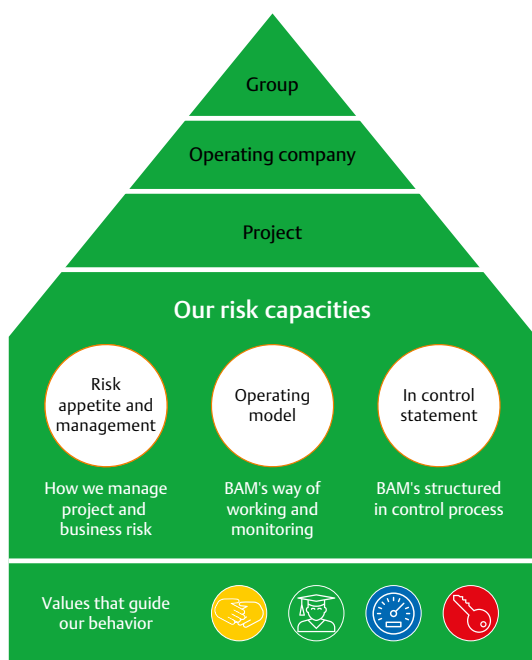 Group
Operating company
Project
Our risk capacities
Risk
appetite and
management
Operating
model
In control
statement
How we manage
project and
business risk
BAM's way of
working and
monitoring
BAM's structured
in control process
Values that guide
our behavior